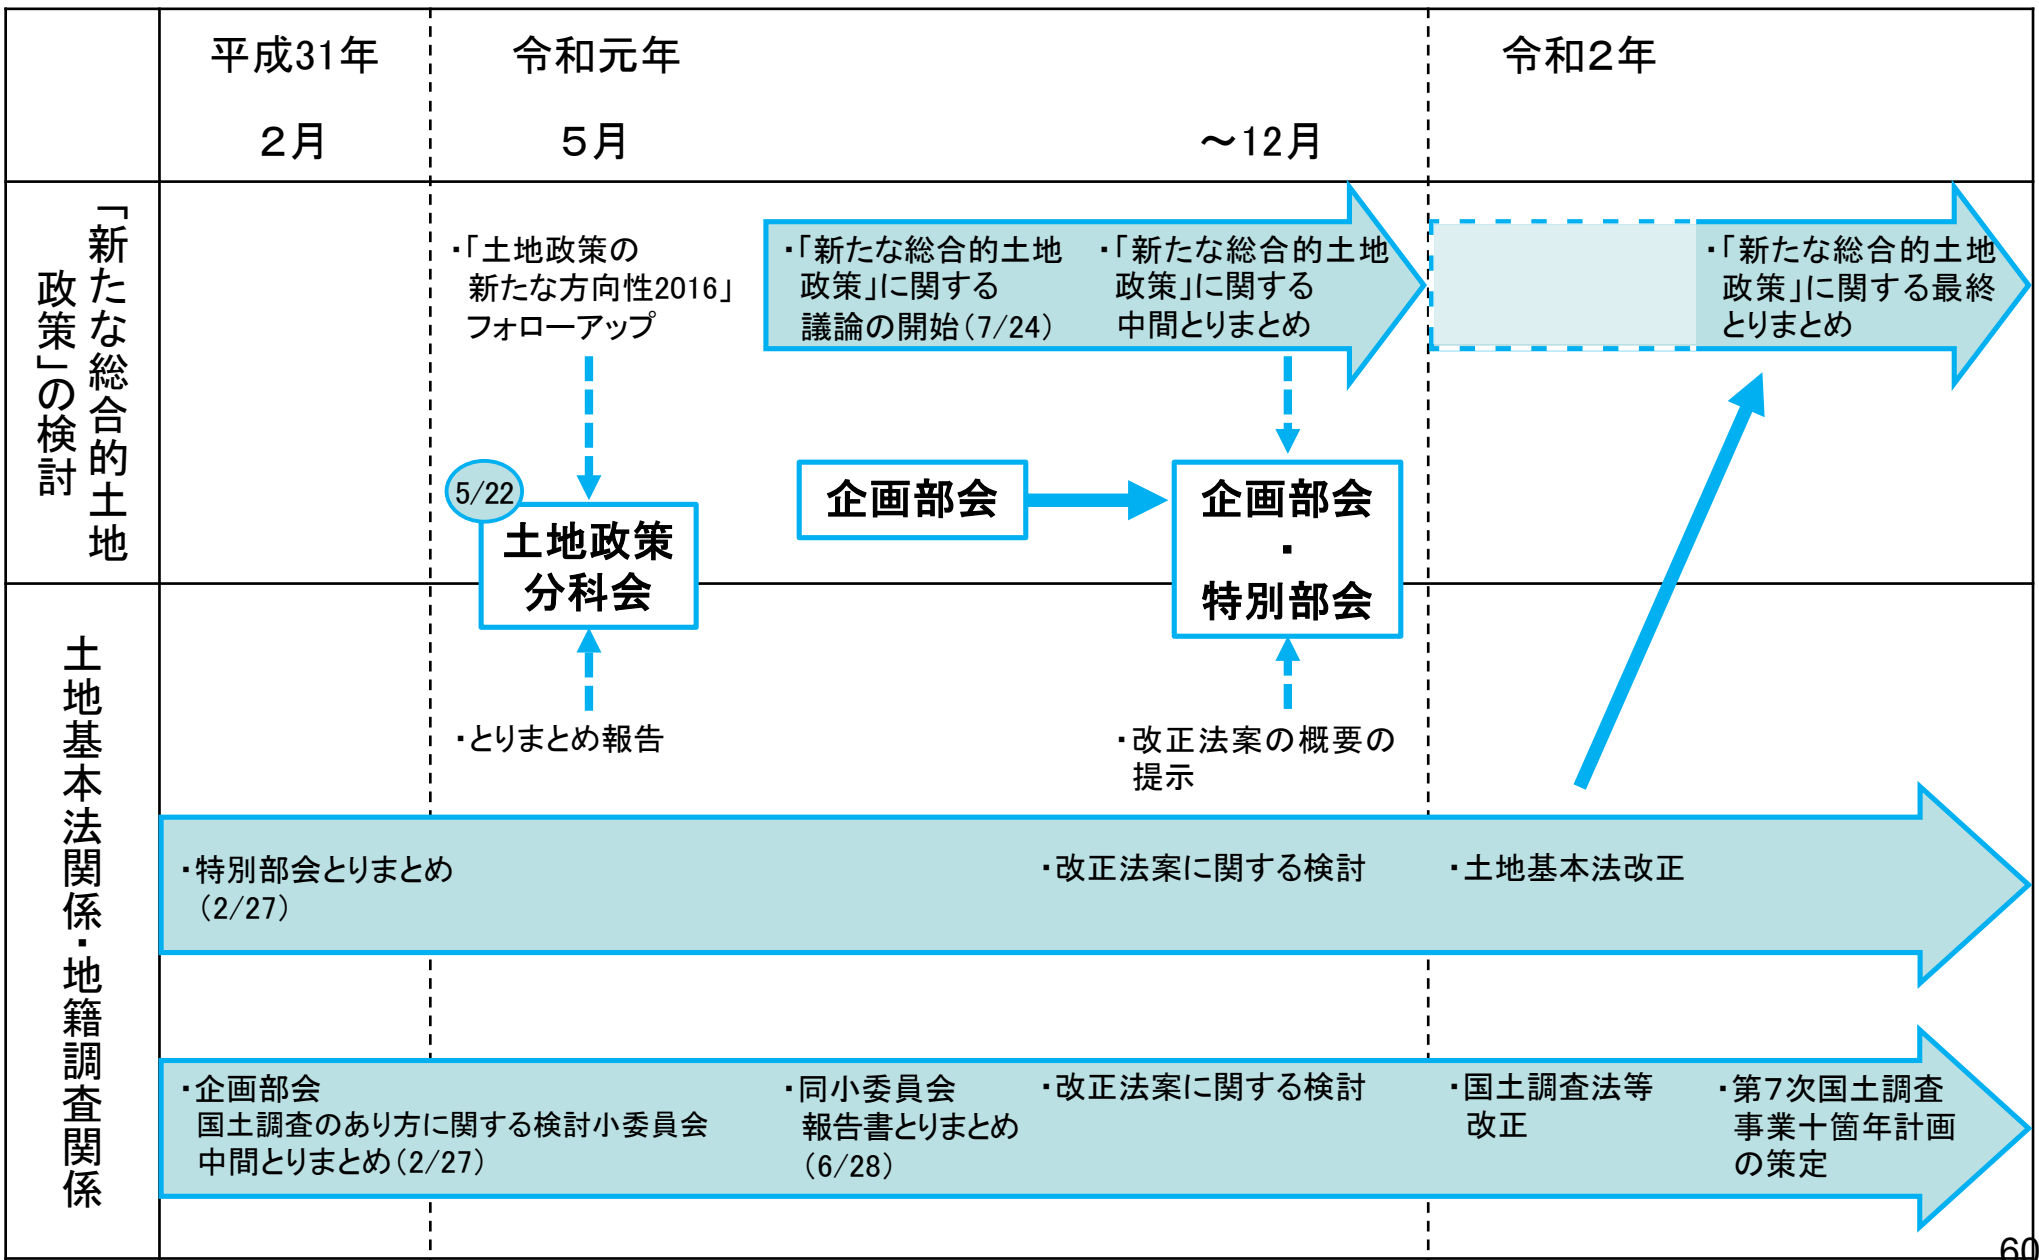 平成31年
令和元年
令和2年
2月
5月
～12月
「新たな総合的土地
政策」の検討
・「土地政策の
新たな方向性2016」
フォローアップ
・「新たな総合的土地
政策」に関する
議論の開始(7/24)
・「新たな総合的土地
政策」に関する
中間とりまとめ
・「新たな総合的土地
政策」に関する最終
とりまとめ
5/22
土地政策
分科会
企画部会
企画部会
・
特別部会
土地基本法関係・地籍調査関係
・とりまとめ報告
・改正法案の概要の
提示
・特別部会とりまとめ
(2/27)
・改正法案に関する検討
・土地基本法改正
・企画部会
国土調査のあり方に関する検討小委員会
中間とりまとめ(2/27)
・同小委員会
報告書とりまとめ
(6/28)
・改正法案に関する検討
・国土調査法等
改正
・第7次国土調査
事業十箇年計画
の策定
60